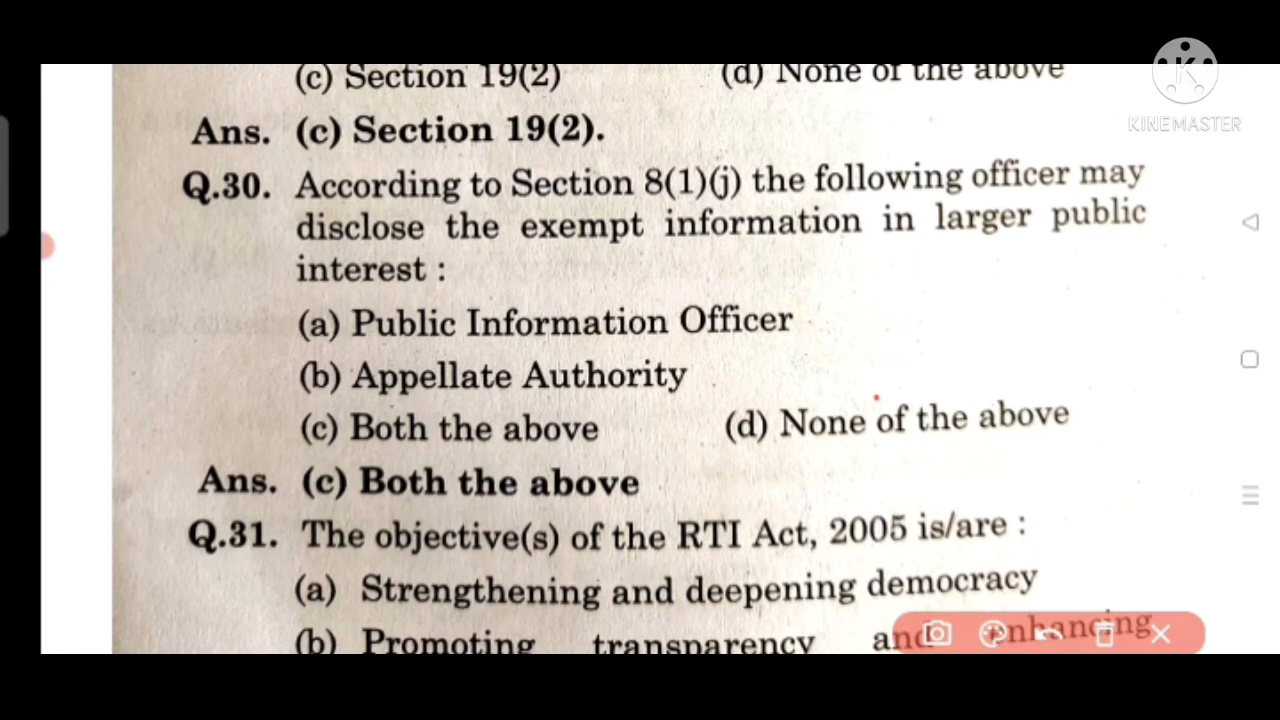 (c) Section 19(2) (d) None of the above
Ans. (c) Section 19(2).
Q.30. According to Section 8(1)(j) the following officer may
disclose the exempt information in larger public
interest :
(a) Public Information Officer
(b) Appellate Authority
(c) Both the above (d) None of the above
Ans. (c) Both the above
Q.31. The objective(s) of the RTI Act, 2005 is/are :
(a) Strengthening and deepening democracy
(b) Promoting transparency and enhancing
KINEMASTER